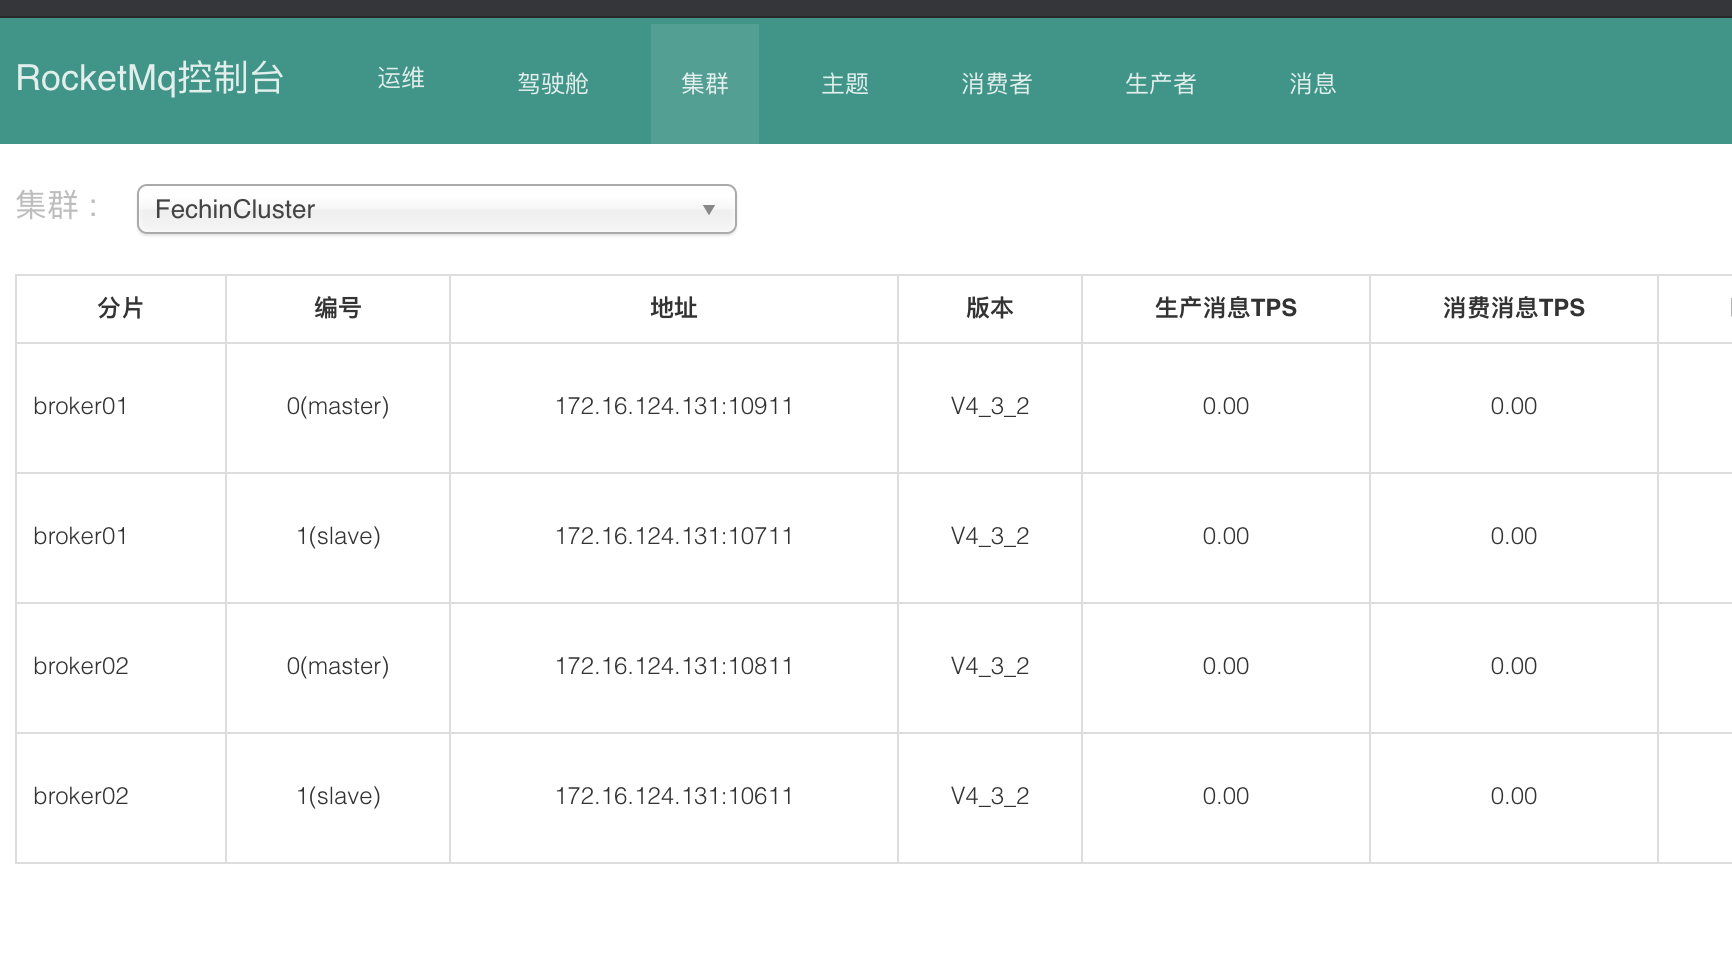 RocketMq控制台 运维 驾驶舱 集群 主题 消费者 生产者 消息
集群： FechinCluster
分片 编号 地址 版本 生产消息TPS 消费消息TPS
broker01 0(master) 172.16.124.131:10911 V4_3_2 0.00 0.00
broker01 1(slave) 172.16.124.131:10711 V4_3_2 0.00 0.00
broker02 0(master) 172.16.124.131:10811 V4_3_2 0.00 0.00
broker02 1(slave) 172.16.124.131:10611 V4_3_2 0.00 0.00